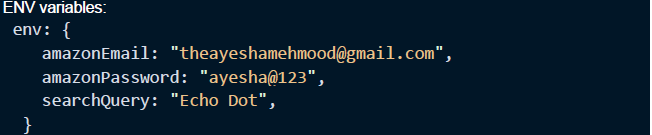 ENV variables:
env: {
amazonEmail: "theayeshamehmood@gmail.com",
amazonPassword: "ayesha@123",
searchQuery: "Echo Dot",
}